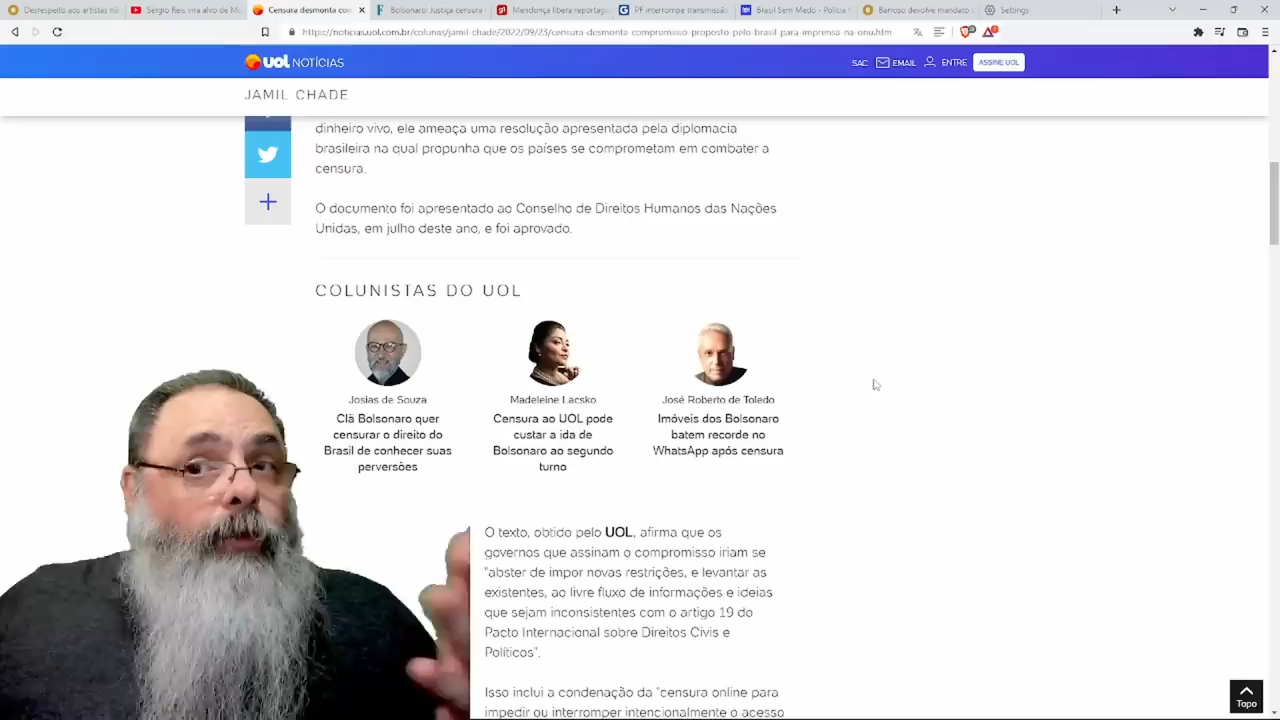 Desrespeito aos artistas nã
Sérgio Reis vira alvo de Mu
Censura desmonta con
Bolsonaro: Justiça censura
Mendonça libera reportage
PF interrompe transmissão
Brasil Sem Medo - Polícia F
Barroso devolve mandato
Settings
https://noticias.uol.com.br/colunas/jamil-chade/2022/09/23/censura-desmonta-compromisso-proposto-pelo-brasil-para-imprensa-na-onu.htm
UOL NOTÍCIAS
SAC
EMAIL
ENTRE
ASSINE UOL
JAMIL CHADE
dinheiro vivo, ele ameaça uma resolução apresentada pela diplomacia
brasileira na qual propunha que os países se comprometam em combater a
censura.
O documento foi apresentado ao Conselho de Direitos Humanos das Nações
Unidas, em julho deste ano, e foi aprovado.
COLUNISTAS DO UOL
Josias de Souza
Clã Bolsonaro quer
censurar o direito do
Brasil de conhecer suas
perversões
Madeleine Lacsko
Censura ao UOL pode
custar a ida de
Bolsonaro ao segundo
turno
José Roberto de Toledo
Imóveis dos Bolsonaro
batem recorde no
WhatsApp após censura
O texto, obtido pelo UOL, afirma que os
governos que assinam o compromisso iriam se
"abster de impor novas restrições, e levantar as
existentes, ao livre fluxo de informações e ideias
que sejam inconsistentes com o artigo 19 do
Pacto Internacional sobre Direitos Civis e
Políticos".
Isso inclui a condenação da "censura online para
impedir ou interromper intencionalmente o acesso
Topo